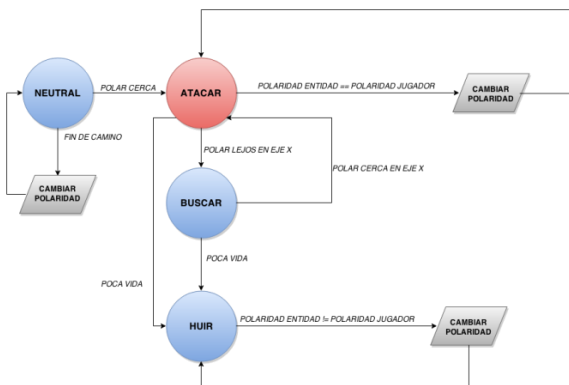 NEUTRAL
POLAR CERCA
ATACAR
POLARIDAD ENTIDAD == POLARIDAD JUGADOR
CAMBIAR
POLARIDAD
FIN DE CAMINO
CAMBIAR
POLARIDAD
POLAR LEJOS EN EJE X
POLAR CERCA EN EJE X
BUSCAR
POCA VIDA
POCA VIDA
HUIR
POLARIDAD ENTIDAD != POLARIDAD JUGADOR
CAMBIAR
POLARIDAD